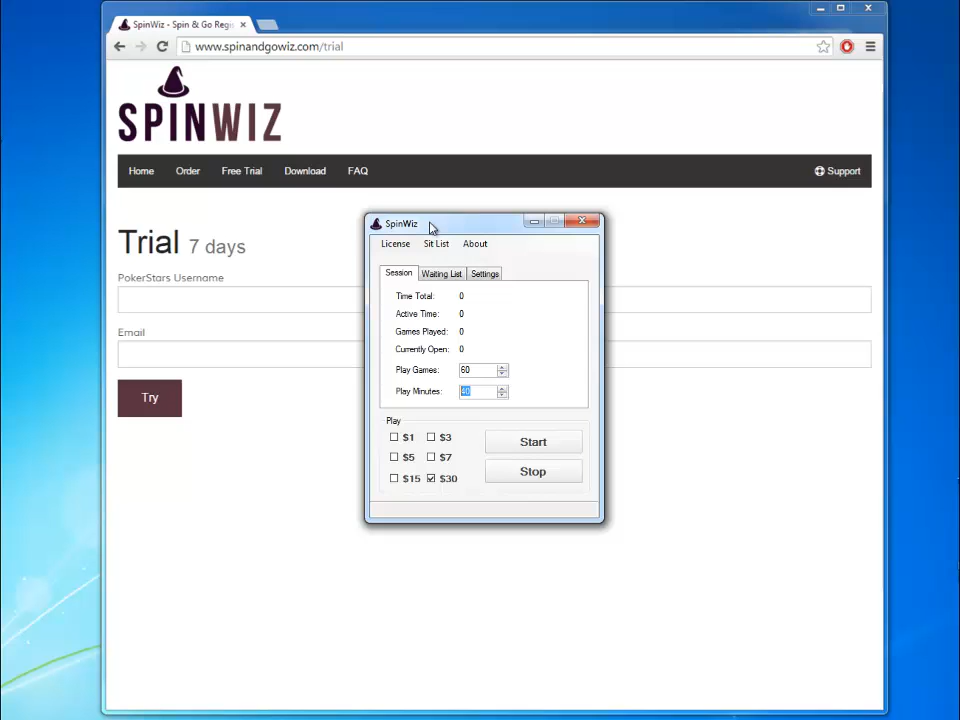 SpinWiz - Spin & Go Regi
www.spinandgowiz.com/trial
SPINWIZ
Home Order Free Trial Download FAQ Support
Trial 7 days
PokerStars Username
Email
Try
SpinWiz
License Sit List About
Session Waiting List Settings
Time Total: 0
Active Time: 0
Games Played: 0
Currently Open: 0
Play Games: 60
Play Minutes: 40
Play
$1 $3
$5 $7
$15 $30
Start
Stop